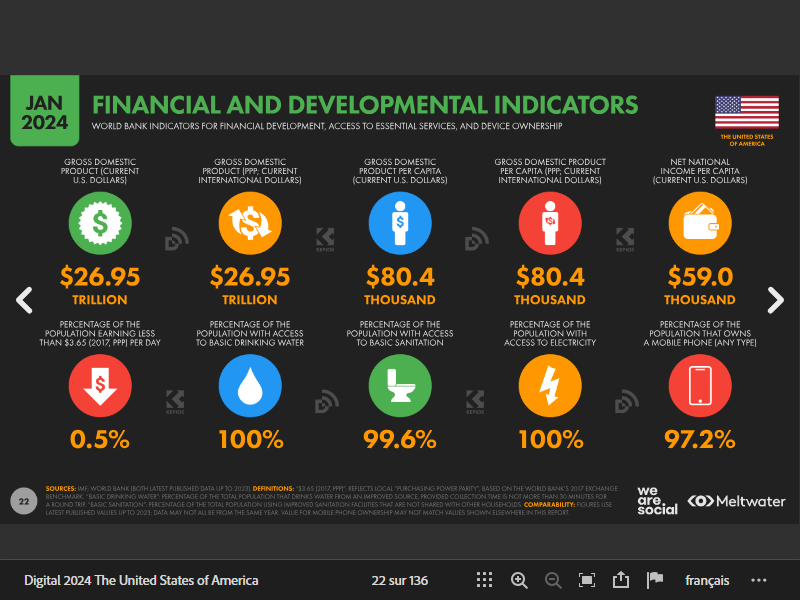 JAN
2024
FINANCIAL AND DEVELOPMENTAL INDICATORS
WORLD BANK INDICATORS FOR FINANCIAL DEVELOPMENT, ACCESS TO ESSENTIAL SERVICES, AND DEVICE OWNERSHIP
THE UNITED STATES
OF AMERICA
GROSS DOMESTIC
PRODUCT (CURRENT
U.S. DOLLARS)
$26.95
TRILLION
GROSS DOMESTIC
PRODUCT (PPP; CURRENT
INTERNATIONAL DOLLARS)
$26.95
TRILLION
GROSS DOMESTIC
PRODUCT PER CAPITA
(CURRENT U.S. DOLLARS)
$80.4
THOUSAND
GROSS DOMESTIC PRODUCT
PER CAPITA (PPP; CURRENT
INTERNATIONAL DOLLARS)
$80.4
THOUSAND
NET NATIONAL
INCOME PER CAPITA
(CURRENT U.S. DOLLARS)
$59.0
THOUSAND
KEPIOS
KEPIOS
PERCENTAGE OF THE
POPULATION EARNING LESS
THAN $3.65 (2017, PPP) PER DAY
0.5%
PERCENTAGE OF THE
POPULATION WITH ACCESS
TO BASIC DRINKING WATER
100%
PERCENTAGE OF THE
POPULATION WITH ACCESS
TO BASIC SANITATION
99.6%
PERCENTAGE OF THE
POPULATION WITH
ACCESS TO ELECTRICITY
100%
PERCENTAGE OF THE
POPULATION THAT OWNS
A MOBILE PHONE (ANY TYPE)
97.2%
KEPIOS
KEPIOS
22
SOURCES: IMF; WORLD BANK (BOTH LATEST PUBLISHED DATA UP TO 2023). DEFINITIONS: "$3.65 (2017, PPP)": REFLECTS LOCAL "PURCHASING POWER PARITY", BASED ON THE WORLD BANK'S 2017 EXCHANGE
BENCHMARK. "BASIC DRINKING WATER": PERCENTAGE OF THE TOTAL POPULATION THAT DRINKS WATER FROM AN IMPROVED SOURCE, PROVIDED COLLECTION TIME IS NOT MORE THAN 30 MINUTES FOR
A ROUND TRIP. "BASIC SANITATION": PERCENTAGE OF THE TOTAL POPULATION USING IMPROVED SANITATION FACILITIES THAT ARE NOT SHARED WITH OTHER HOUSEHOLDS. COMPARABILITY: FIGURES USE
LATEST PUBLISHED VALUES UP TO 2023; DATA MAY NOT ALL BE FROM THE SAME YEAR. VALUE FOR MOBILE PHONE OWNERSHIP MAY NOT MATCH VALUES SHOWN ELSEWHERE IN THIS REPORT.
we
are.
social
Meltwater
Digital 2024 The United States of America
22 sur 136
français